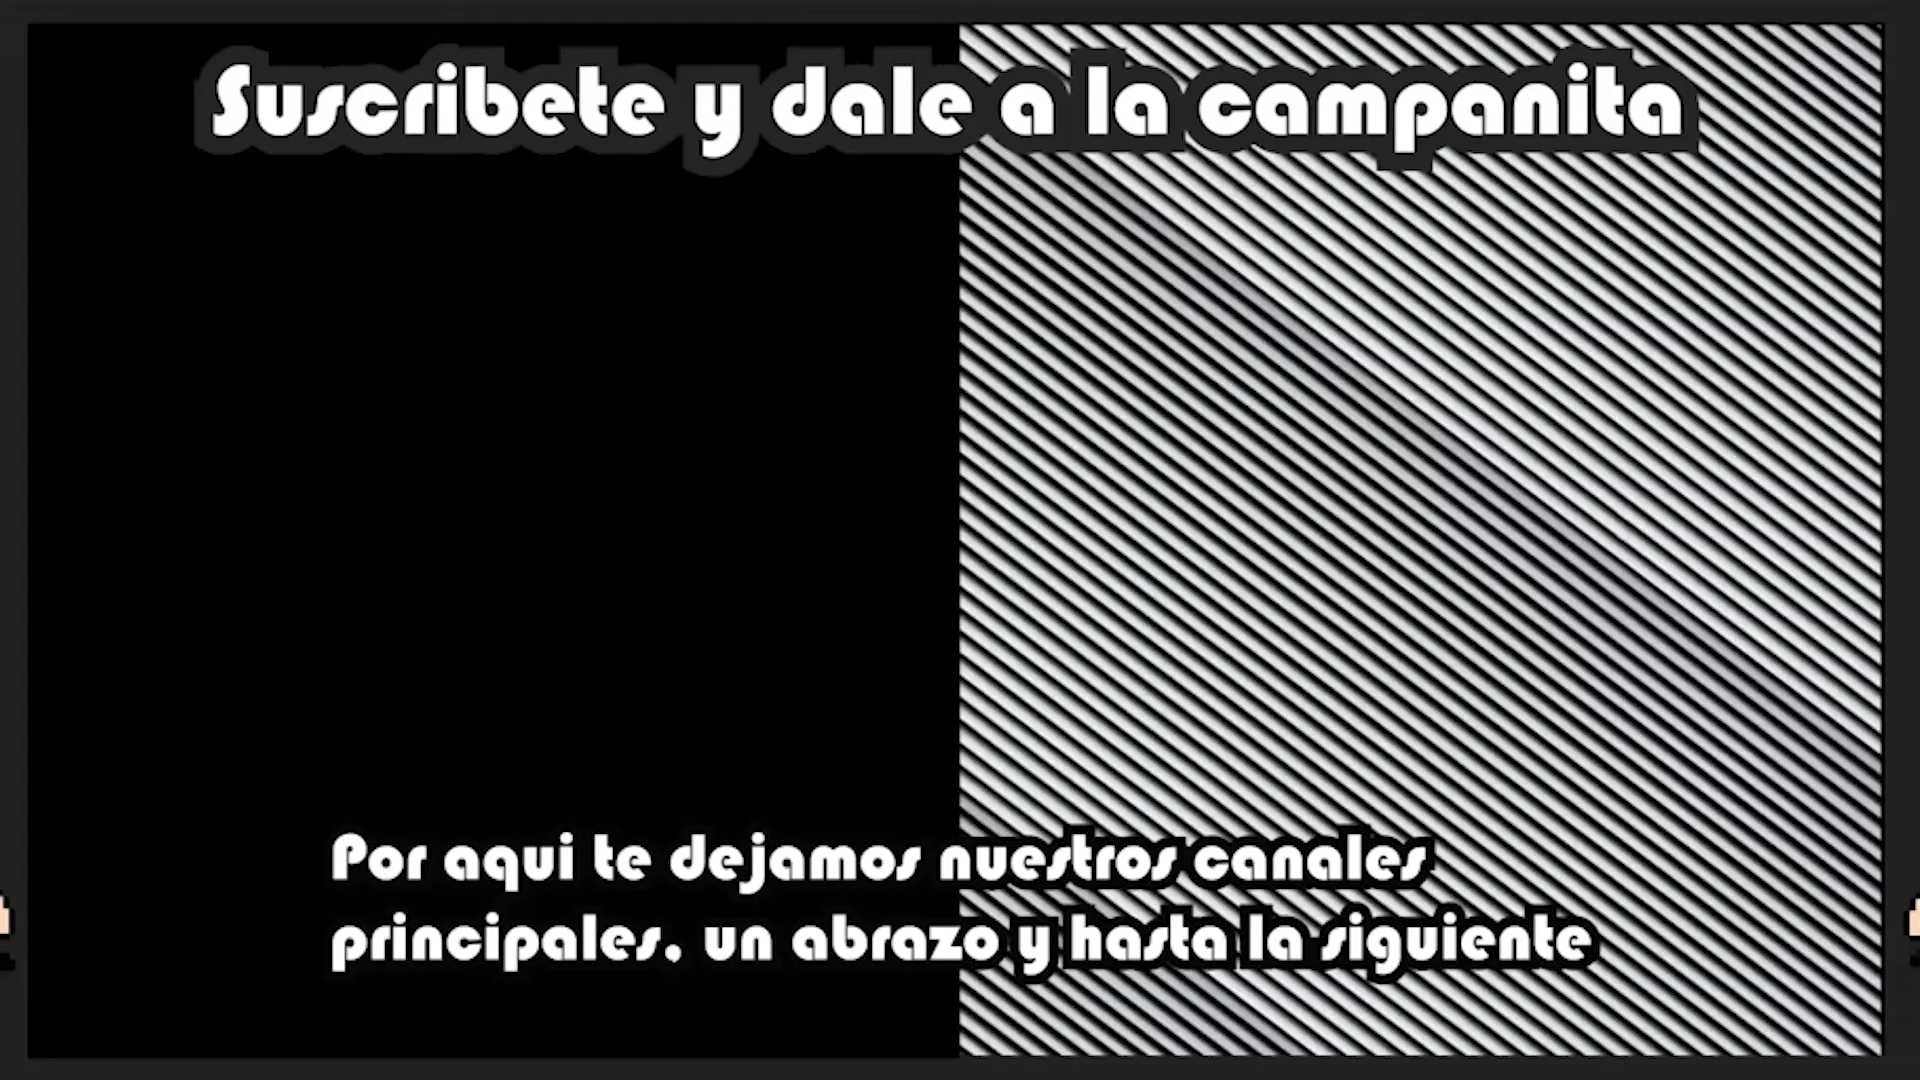 Suscribete y dale a la campanita
Por aqui te dejamos nuestros canales
principales, un abrazo y hasta la siguiente